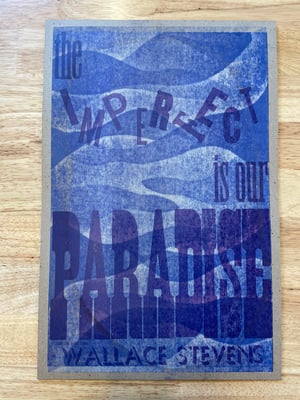 the
IMPERFECT
is our
PARADISE
WALLACE STEVENS